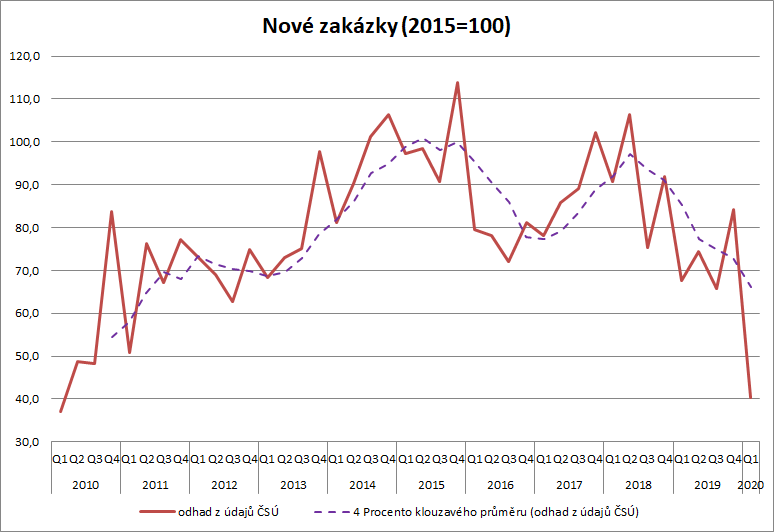 Nové zakázky (2015=100)
120,0
110,0
100,0
90,0
80,0
70,0
60,0
50,0
40,0
30,0
Q1 Q2 Q3 Q4 Q1 Q2 Q3 Q4 Q1 Q2 Q3 Q4 Q1 Q2 Q3 Q4 Q1 Q2 Q3 Q4 Q1 Q2 Q3 Q4 Q1 Q2 Q3 Q4 Q1 Q2 Q3 Q4 Q1 Q2 Q3 Q4 Q1 Q2 Q3 Q4 Q1
2010 2011 2012 2013 2014 2015 2016 2017 2018 2019 2020
odhad z údajů ČSÚ 4 Procento klouzavého průměru (odhad z údajů ČSÚ)